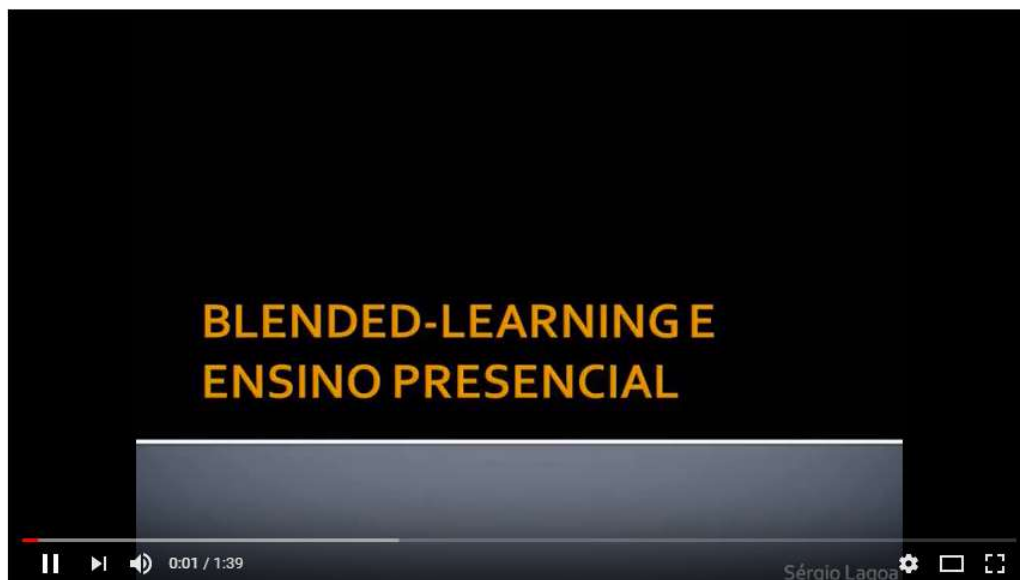 BLENDED-LEARNING E
ENSINO PRESENCIAL
0:01 / 1:39
Sérgio Lagoa